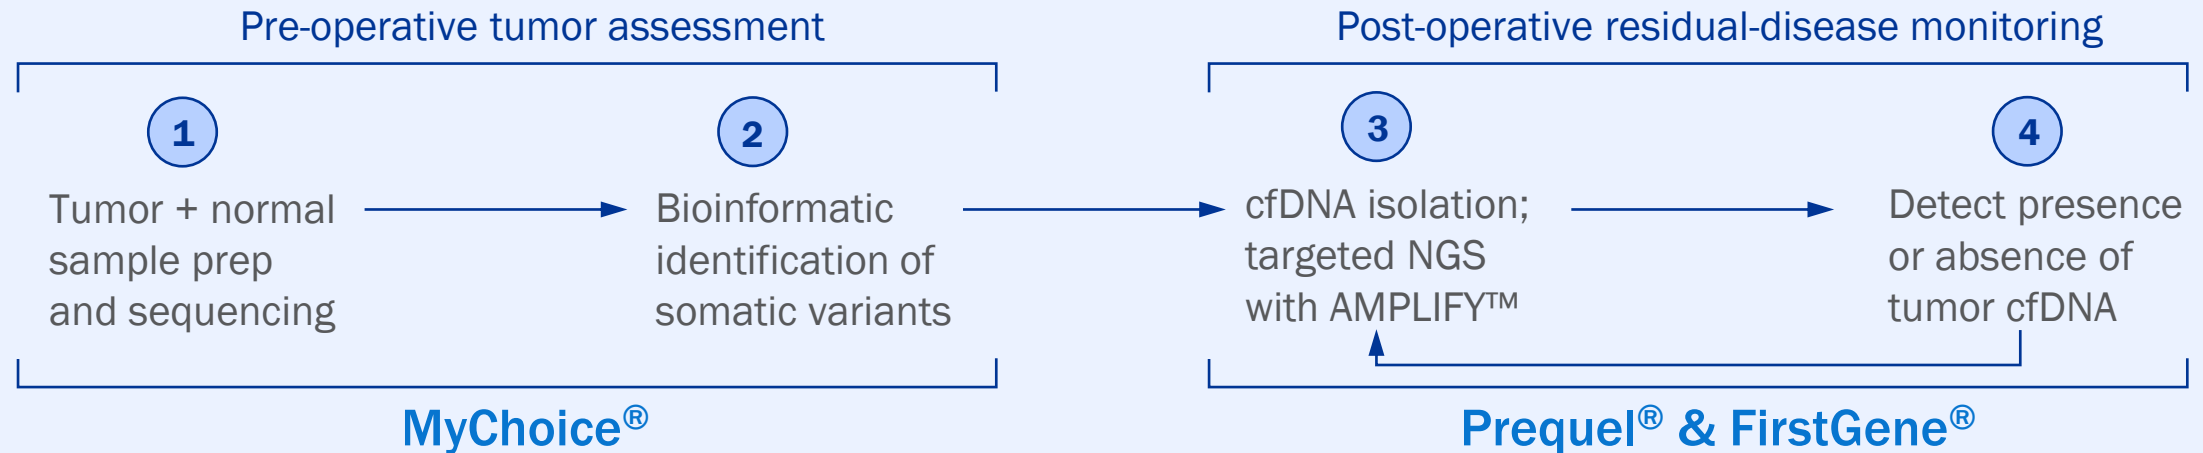 Pre-operative tumor assessment
Post-operative residual-disease monitoring
1
Tumor + normal
sample prep
and sequencing
2
Bioinformatic
identification of
somatic variants
3
cfDNA isolation;
targeted NGS
with AMPLIFY™
4
Detect presence
or absence of
tumor cfDNA
MyChoice®
Prequel® & FirstGene®